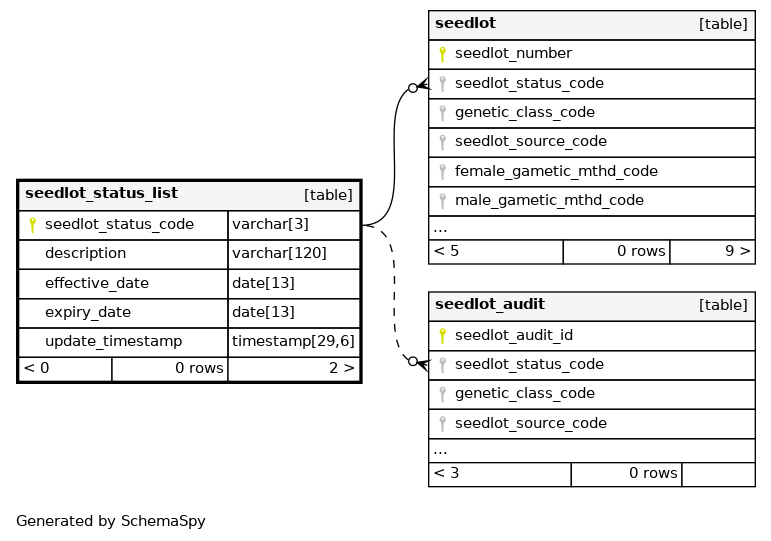 seedlot [table]
seedlot_number
seedlot_status_code
genetic_class_code
seedlot_source_code
female_gametic_mthd_code
male_gametic_mthd_code
...
< 5 0 rows 9 >
seedlot_status_list [table]
seedlot_status_code varchar[3]
description varchar[120]
effective_date date[13]
expiry_date date[13]
update_timestamp timestamp[29,6]
< 0 0 rows 2 >
seedlot_audit [table]
seedlot_audit_id
seedlot_status_code
genetic_class_code
seedlot_source_code
...
< 3 0 rows
Generated by SchemaSpy